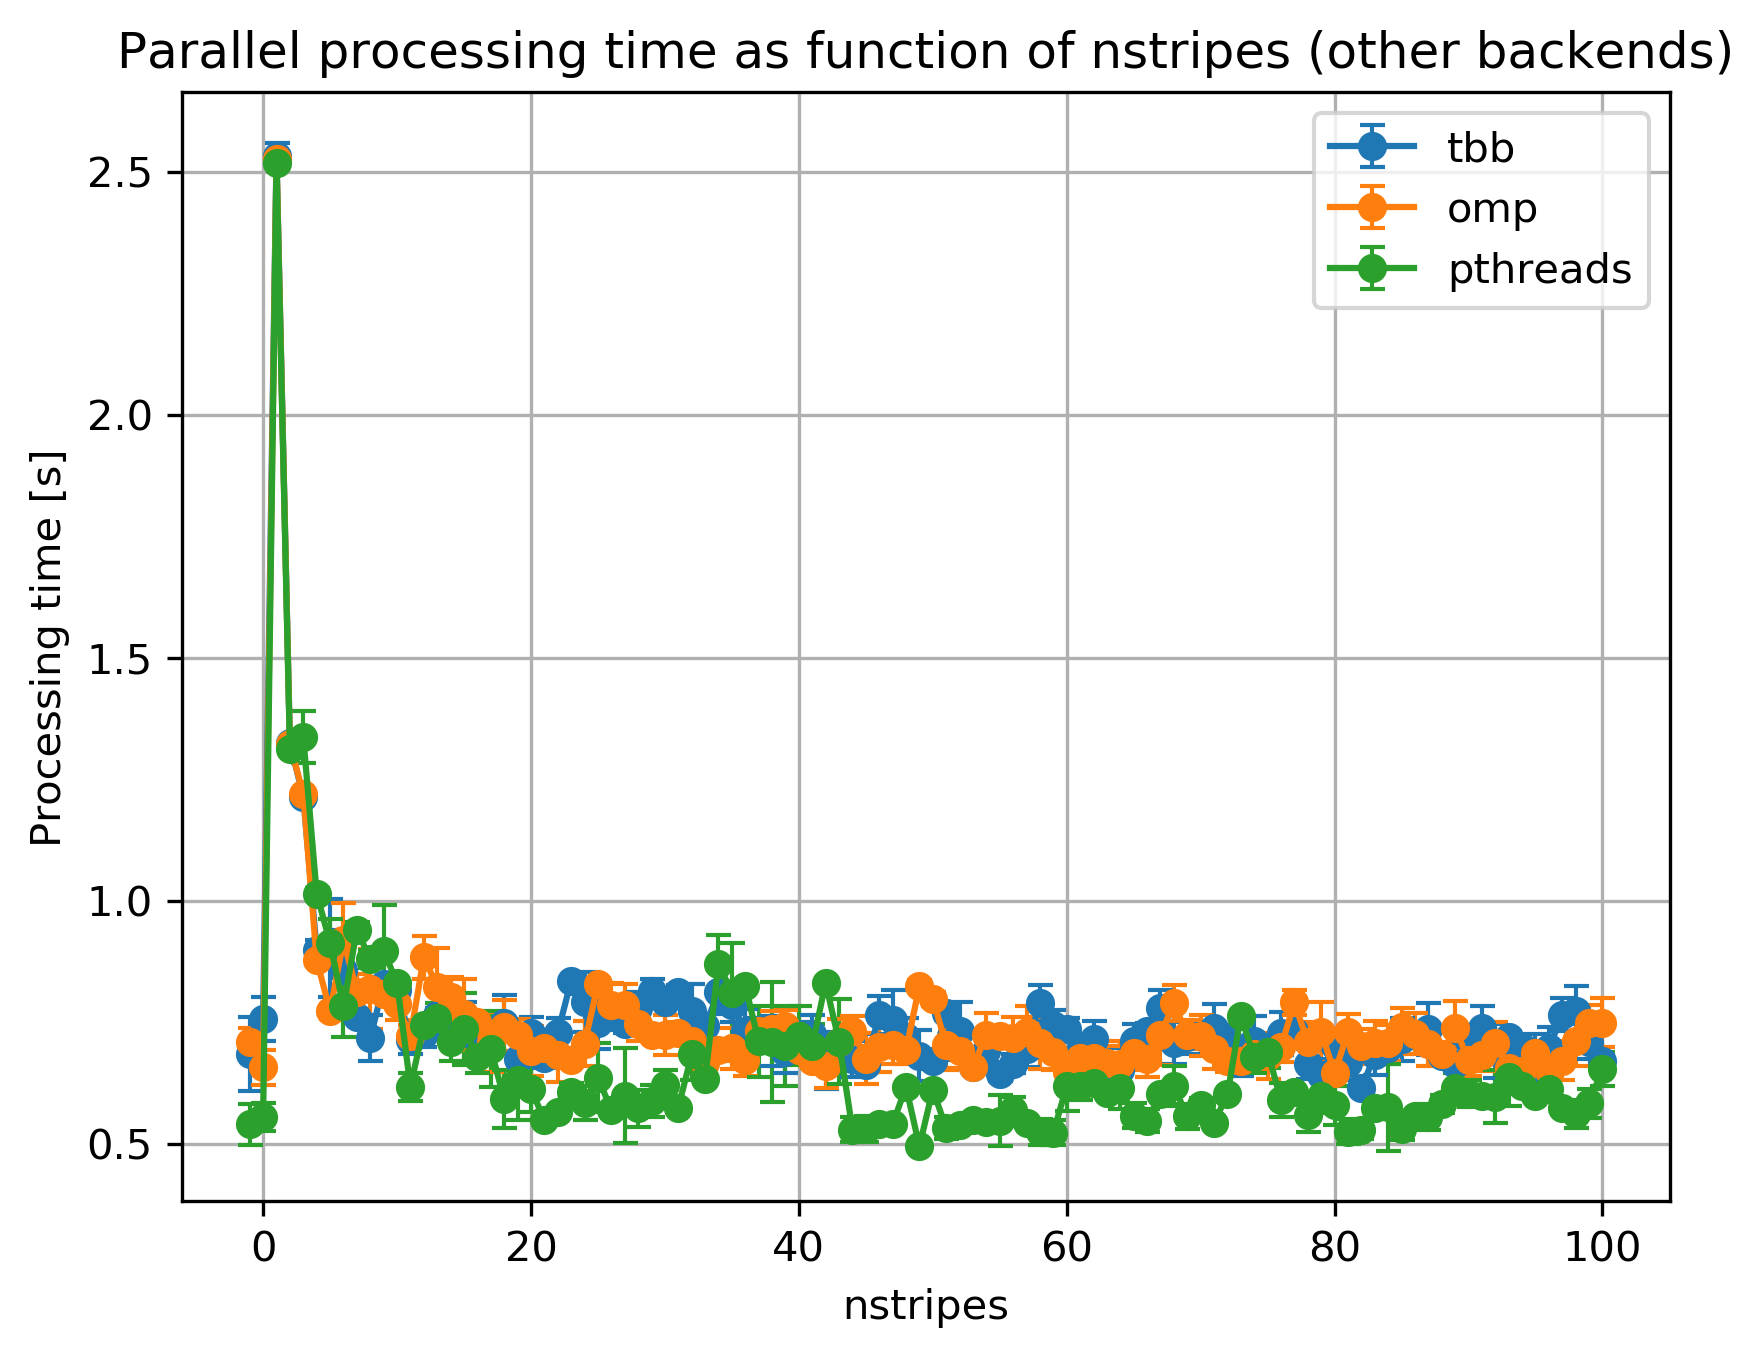 Parallel processing time as function of nstripes (other backends)
tbb
omp
pthreads
Processing time [s]
2.5
2.0
1.5
1.0
0.5
0 20 40 60 80 100
nstripes